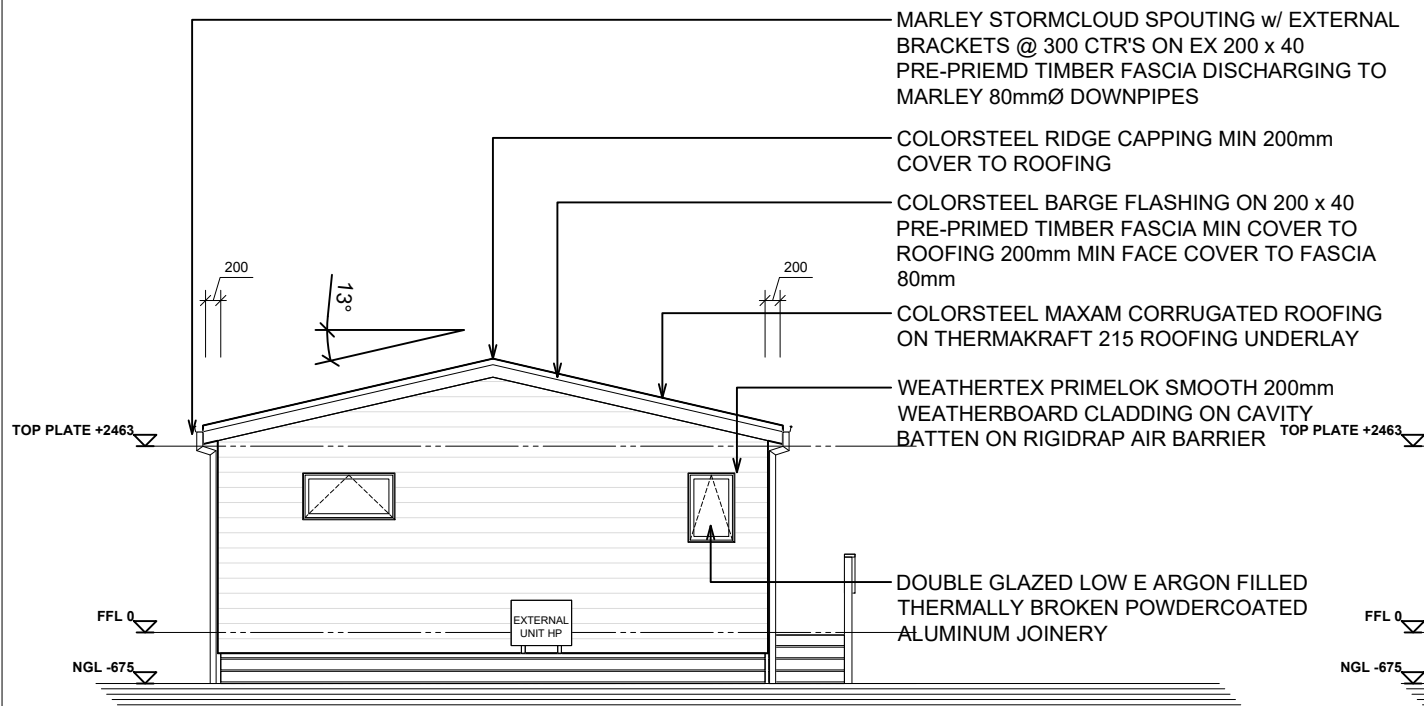 MARLEY STORMCLOUD SPOUTING w/ EXTERNAL
BRACKETS @ 300 CTR'S ON EX 200 x 40
PRE-PRIEMD TIMBER FASCIA DISCHARGING TO
MARLEY 80mmØ DOWNPIPES
COLORSTEEL RIDGE CAPPING MIN 200mm
COVER TO ROOFING
COLORSTEEL BARGE FLASHING ON 200 x 40
PRE-PRIMED TIMBER FASCIA MIN COVER TO
ROOFING 200mm MIN FACE COVER TO FASCIA
80mm
200
13°
200
COLORSTEEL MAXAM CORRUGATED ROOFING
ON THERMAKRAFT 215 ROOFING UNDERLAY
WEATHERTEX PRIMELOK SMOOTH 200mm
WEATHERBOARD CLADDING ON CAVITY
BATTEN ON RIGIDRAP AIR BARRIER
TOP PLATE +2463
TOP PLATE +2463
DOUBLE GLAZED LOW E ARGON FILLED
THERMALLY BROKEN POWDERCOATED
ALUMINUM JOINERY
FFL 0
EXTERNAL
UNIT HP
FFL 0
NGL -675
NGL -675